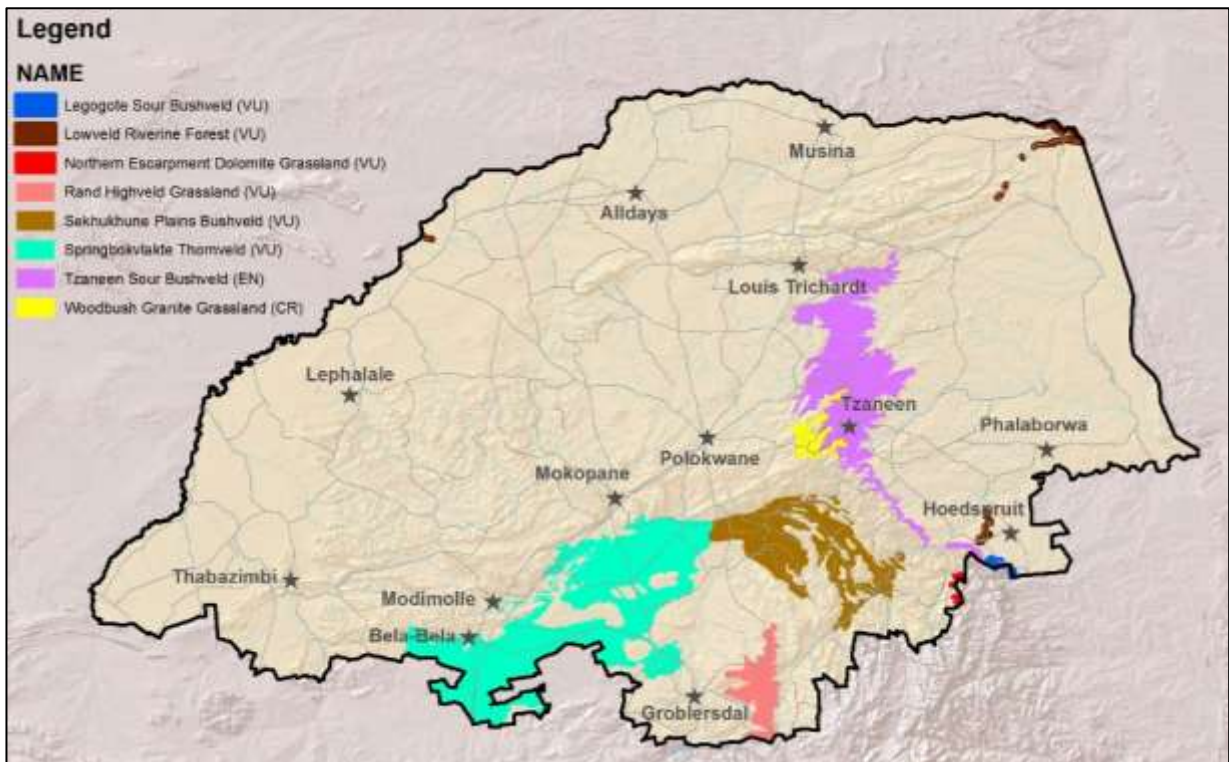 Legend
NAME
Legogote Sour Bushveld (VU)
Lowveld Riverine Forest (VU)
Northern Escarpment Dolomite Grassland (VU)
Rand Highveld Grassland (VU)
Sekhukhune Plains Bushveld (VU)
Springbokvlakte Thornveld (VU)
Tzaneen Sour Bushveld (EN)
Woodbush Granite Grassland (CR)
Musina
Alldays
Louis Trichardt
Lephalale
Tzaneen
Phalaborwa
Polokwane
Mokopane
Hoedspruit
Thabazimbi
Modimolle
Bela-Bela
Groblersdal